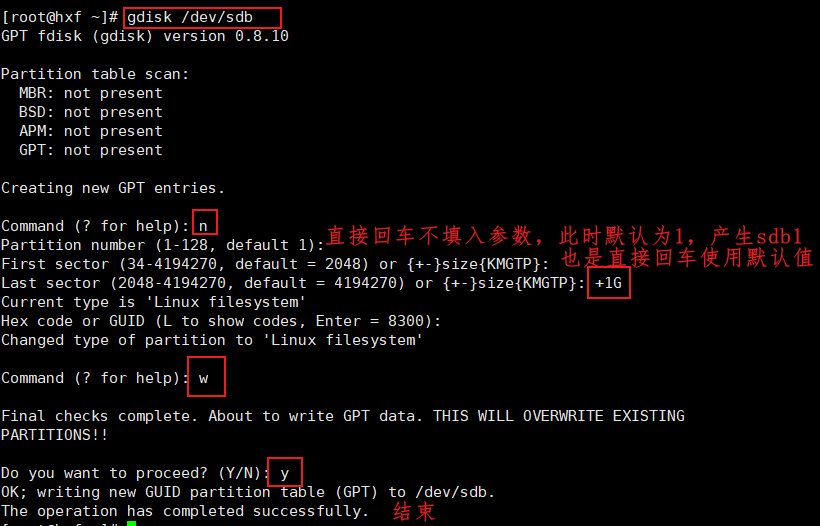 [root@hxf ~]# gdisk /dev/sdb
GPT fdisk (gdisk) version 0.8.10
Partition table scan:
MBR: not present
BSD: not present
APM: not present
GPT: not present
Creating new GPT entries.
Command (? for help): n
直接回车不填入参数，此时默认为1，产生sdb1
Partition number (1-128, default 1):
First sector (34-4194270, default = 2048) or {+-}size{KMGTP}:
也是直接回车使用默认值
Last sector (2048-4194270, default = 4194270) or {+-}size{KMGTP}: +1G
Current type is 'Linux filesystem'
Hex code or GUID (L to show codes, Enter = 8300):
Changed type of partition to 'Linux filesystem'
Command (? for help): w
Final checks complete. About to write GPT data. THIS WILL OVERWRITE EXISTING
PARTITIONS!!
Do you want to proceed? (Y/N): y
OK; writing new GUID partition table (GPT) to /dev/sdb.
The operation has completed successfully. 结束